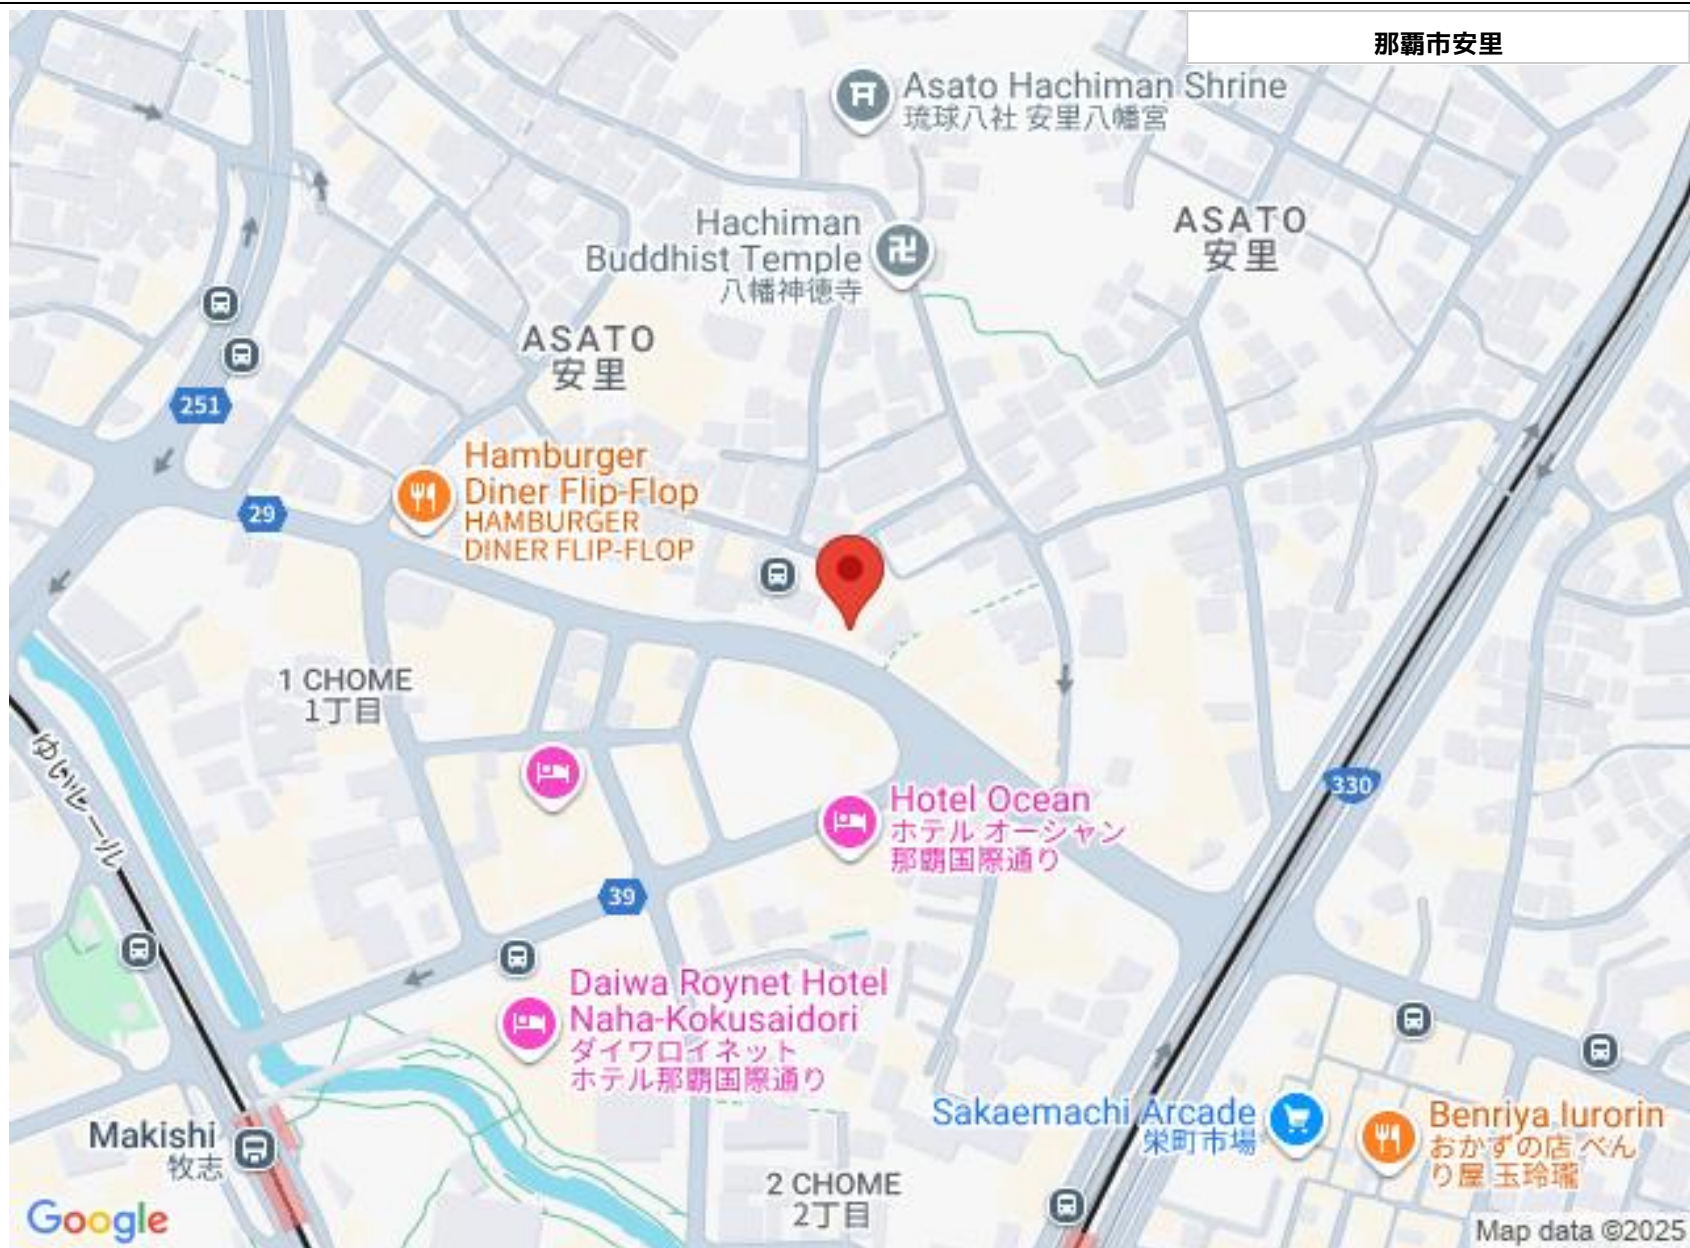 那覇市安里
Asato Hachiman Shrine
琉球八社 安里八幡宮
Hachiman
Buddhist Temple
八幡神徳寺
ASATO
安里
ASATO
安里
251
Hamburger
Diner Flip-Flop
HAMBURGER
DINER FLIP-FLOP
29
1 CHOME
1丁目
ゆいレール
330
Hotel Ocean
ホテル オーシャン
那覇国際通り
39
Daiwa Roynet Hotel
Naha-Kokusaidori
ダイワロイネット
ホテル那覇国際通り
Sakaemachi Arcade
栄町市場
Benriya Iurorin
おかずの店 べん
り屋 玉玲瓏
Makishi
牧志
2 CHOME
2丁目
Google
Map data ©2025